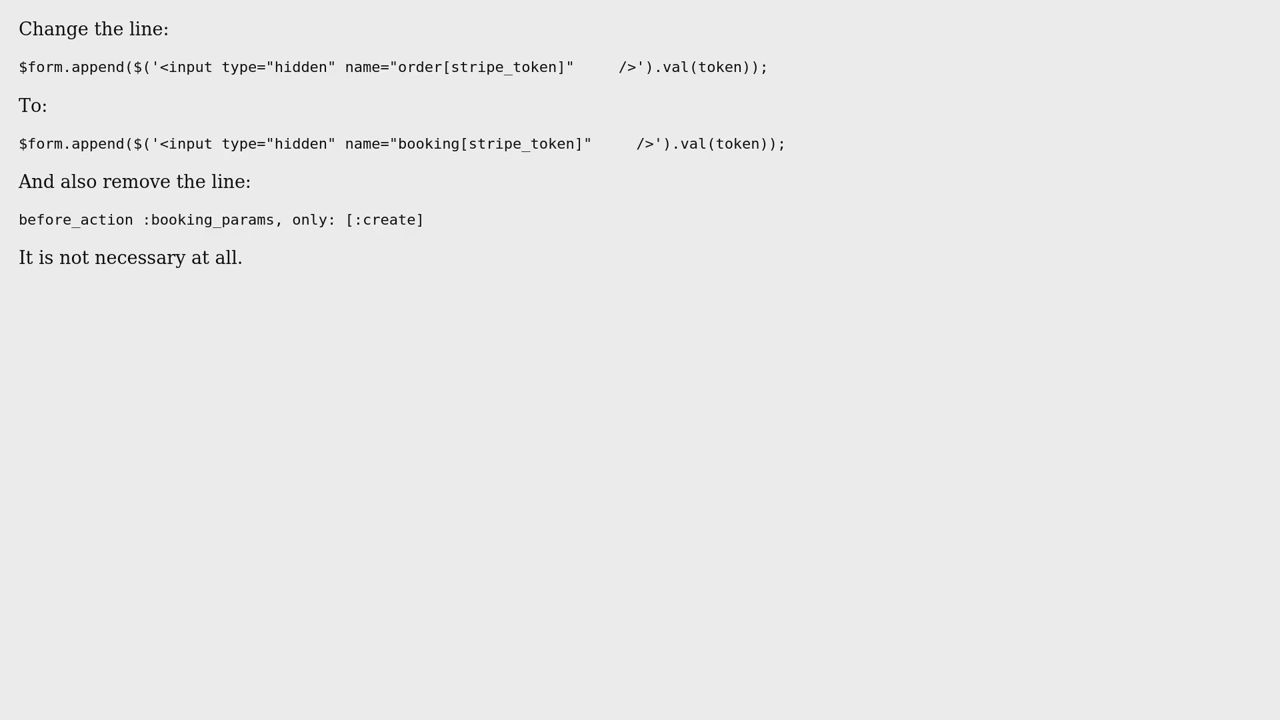 Change the line:
$form.append($('<input type="hidden" name="order[stripe_token]"     />').val(token));
To:
$form.append($('<input type="hidden" name="booking[stripe_token]"     />').val(token));
And also remove the line:
before_action :booking_params, only: [:create]
It is not necessary at all.